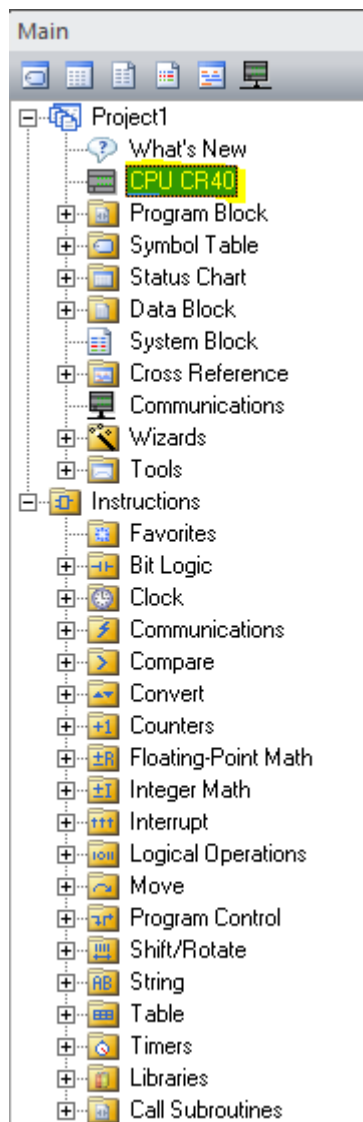 Main
Project1
What's New
CPU CR40
Program Block
Symbol Table
Status Chart
Data Block
System Block
Cross Reference
Communications
Wizards
Tools
Instructions
Favorites
Bit Logic
Clock
Communications
Compare
Convert
Counters
Floating-Point Math
Integer Math
Interrupt
Logical Operations
Move
Program Control
Shift/Rotate
String
Table
Timers
Libraries
Call Subroutines